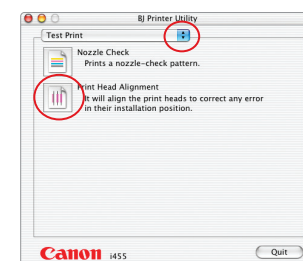 BJ Printer Utility
Test Print
Nozzle Check
Prints a nozzle-check pattern.
Print Head Alignment
It will align the print heads to correct any error
in their installation position.
Canon i455
Quit